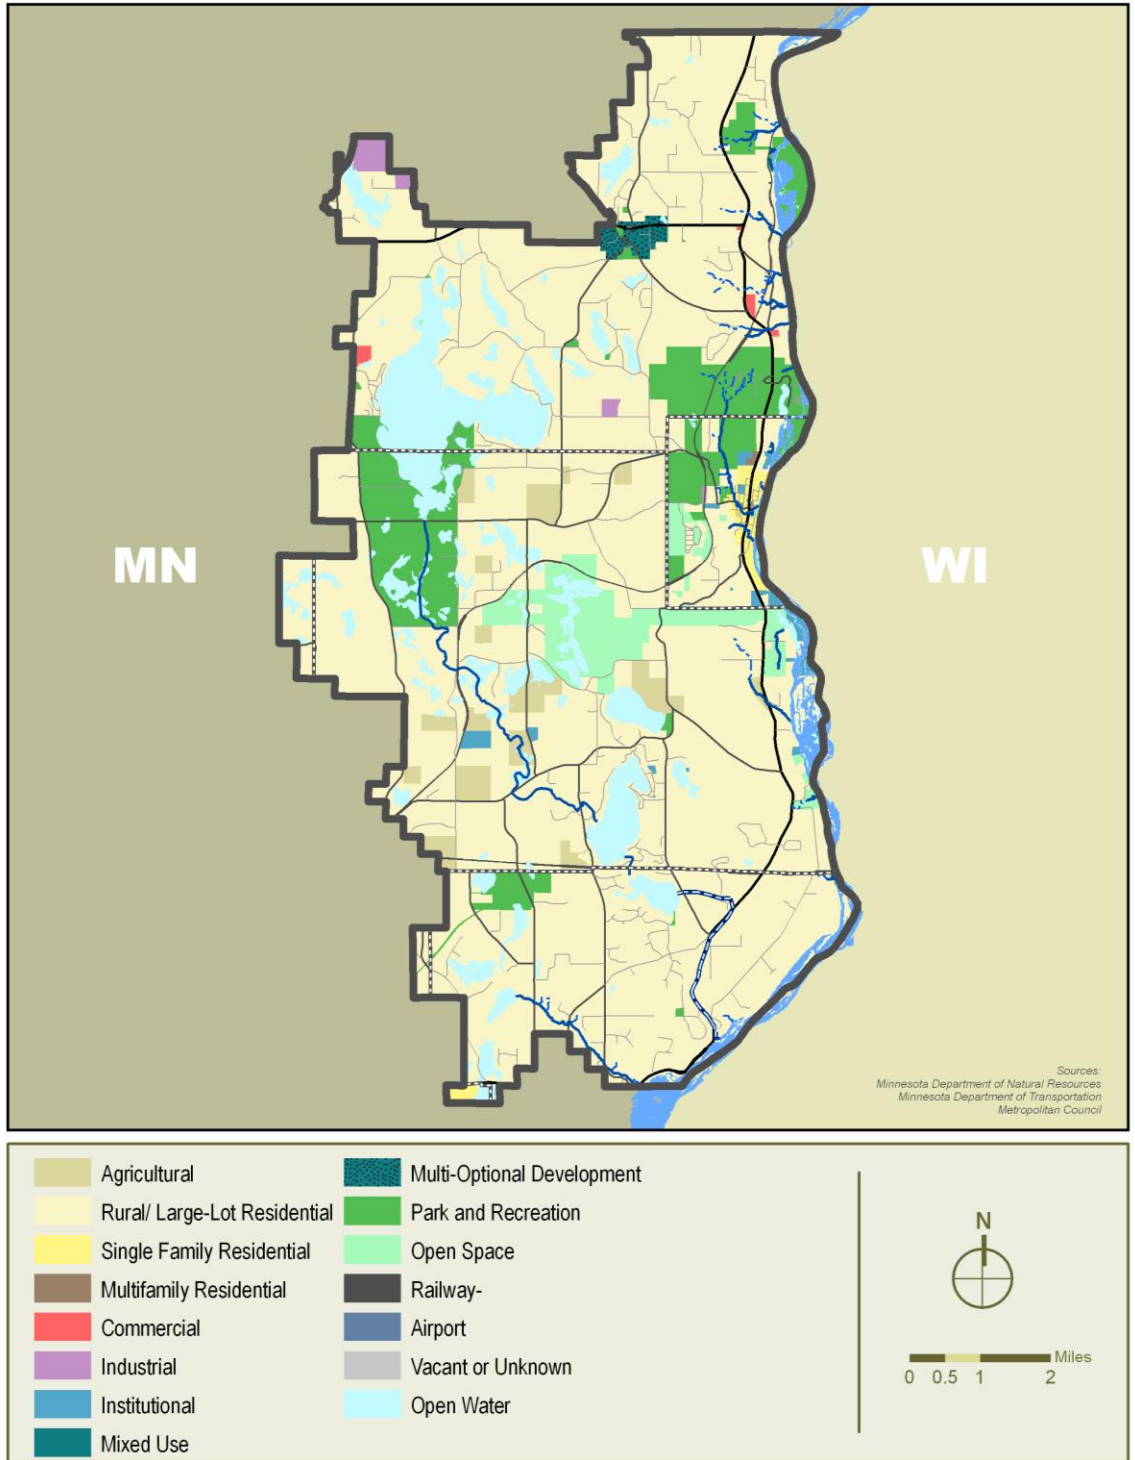 MN
WI
Sources:
Minnesota Department of Natural Resources
Minnesota Department of Transportation
Metropolitan Council
Agricultural
Rural/ Large-Lot Residential
Single Family Residential
Multifamily Residential
Commercial
Industrial
Institutional
Mixed Use
Multi-Optional Development
Park and Recreation
Open Space
Railway-
Airport
Vacant or Unknown
Open Water
N
Miles
0 0.5 1 2